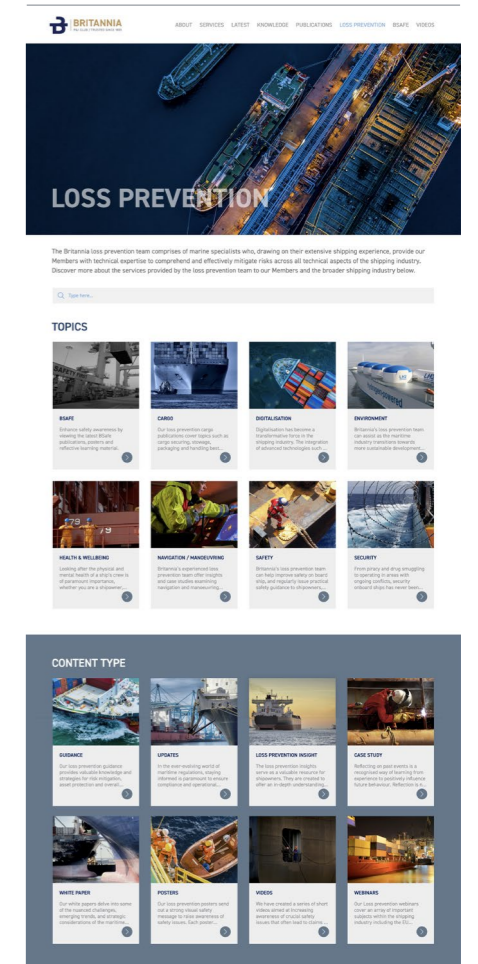 BRITANNIA
P&I CLUB | TRUSTED SINCE 1855
ABOUT SERVICES LATEST KNOWLEDGE PUBLICATIONS LOSS PREVENTION BSAFE VIDEOS
LOSS PREVENTION
The Britannia loss prevention team comprises of marine specialists who, drawing on their extensive shipping experience, provide our
Members with technical expertise to comprehend and effectively mitigate risks across all technical aspects of the shipping industry.
Discover more about the services provided by the loss prevention team to our Members and the broader shipping industry below.
Type here...
TOPICS
BSAFE
Enhance safety awareness by
viewing the latest BSafe
publications, posters and
reflective learning material.
CARGO
Our loss prevention cargo
publications cover topics such as
cargo securing, stowage,
packaging and handling best...
DIGITALISATION
Digitalisation has become a
transformative force in the
shipping industry. The integration
of advanced technologies such...
ENVIRONMENT
Britannia's loss prevention team
can assist as the maritime
industry transitions towards
more sustainable development...
HEALTH & WELLBEING
Looking after the physical and
mental health of a ship's crew is
of paramount importance,
whether you are a shipowner,...
NAVIGATION / MANOEUVRING
Britannia's experienced loss
prevention team offer insights
and case studies examining
navigation and manoeuvring...
SAFETY
Britannia's loss prevention team
can help improve safety on board
ship, and regularly issue practical
safety guidance to shipowners,...
SECURITY
From piracy and drug smuggling
to operating in areas with
ongoing conflicts, security
onboard ships has never been...
CONTENT TYPE
GUIDANCE
Our loss prevention guidance
provides valuable knowledge and
strategies for risk mitigation,
asset protection and overall...
UPDATES
In the ever-evolving world of
maritime regulations, staying
informed is paramount to ensure
compliance and operational...
LOSS PREVENTION INSIGHT
The loss prevention insights
serve as a valuable resource for
shipowners. They are created to
offer an in-depth understanding...
CASE STUDY
Reflecting on past events is a
recognised way of learning from
experience to positively influence
future behaviour. Reflection is n...
WHITE PAPER
Our white papers delve into some
of the nuanced challenges,
emerging trends, and strategic
considerations of the maritime...
POSTERS
Our loss prevention posters send
out a strong visual safety
message to raise awareness of
safety issues. Each poster...
VIDEOS
We have created a series of short
videos aimed at increasing
awareness of crucial safety
issues that often lead to claims...
WEBINARS
Our Loss prevention webinars
cover an array of important
subjects within the shipping
industry including the EU...